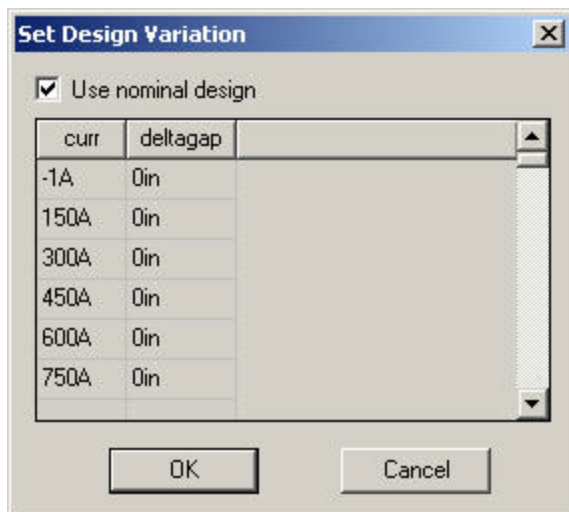 Set Design Variation
Use nominal design
curr deltagap
-1A 0in
150A 0in
300A 0in
450A 0in
600A 0in
750A 0in
OK Cancel